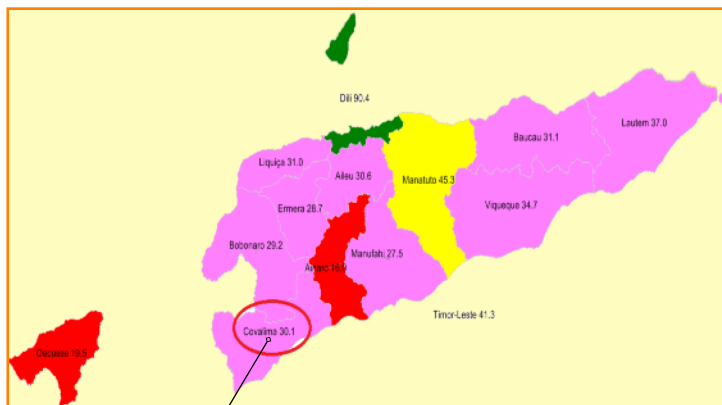 Dili 90.4
Lautem 37.0
Baucau 31.1
Liquiça 31.0
Aileu 30.6
Manatuto 45.3
Viqueque 34.7
Ermera 28.7
Bobonaro 29.2
Manufahi 27.5
Timor-Leste 41.3
Covalima 30.1
Oecusse 19.5